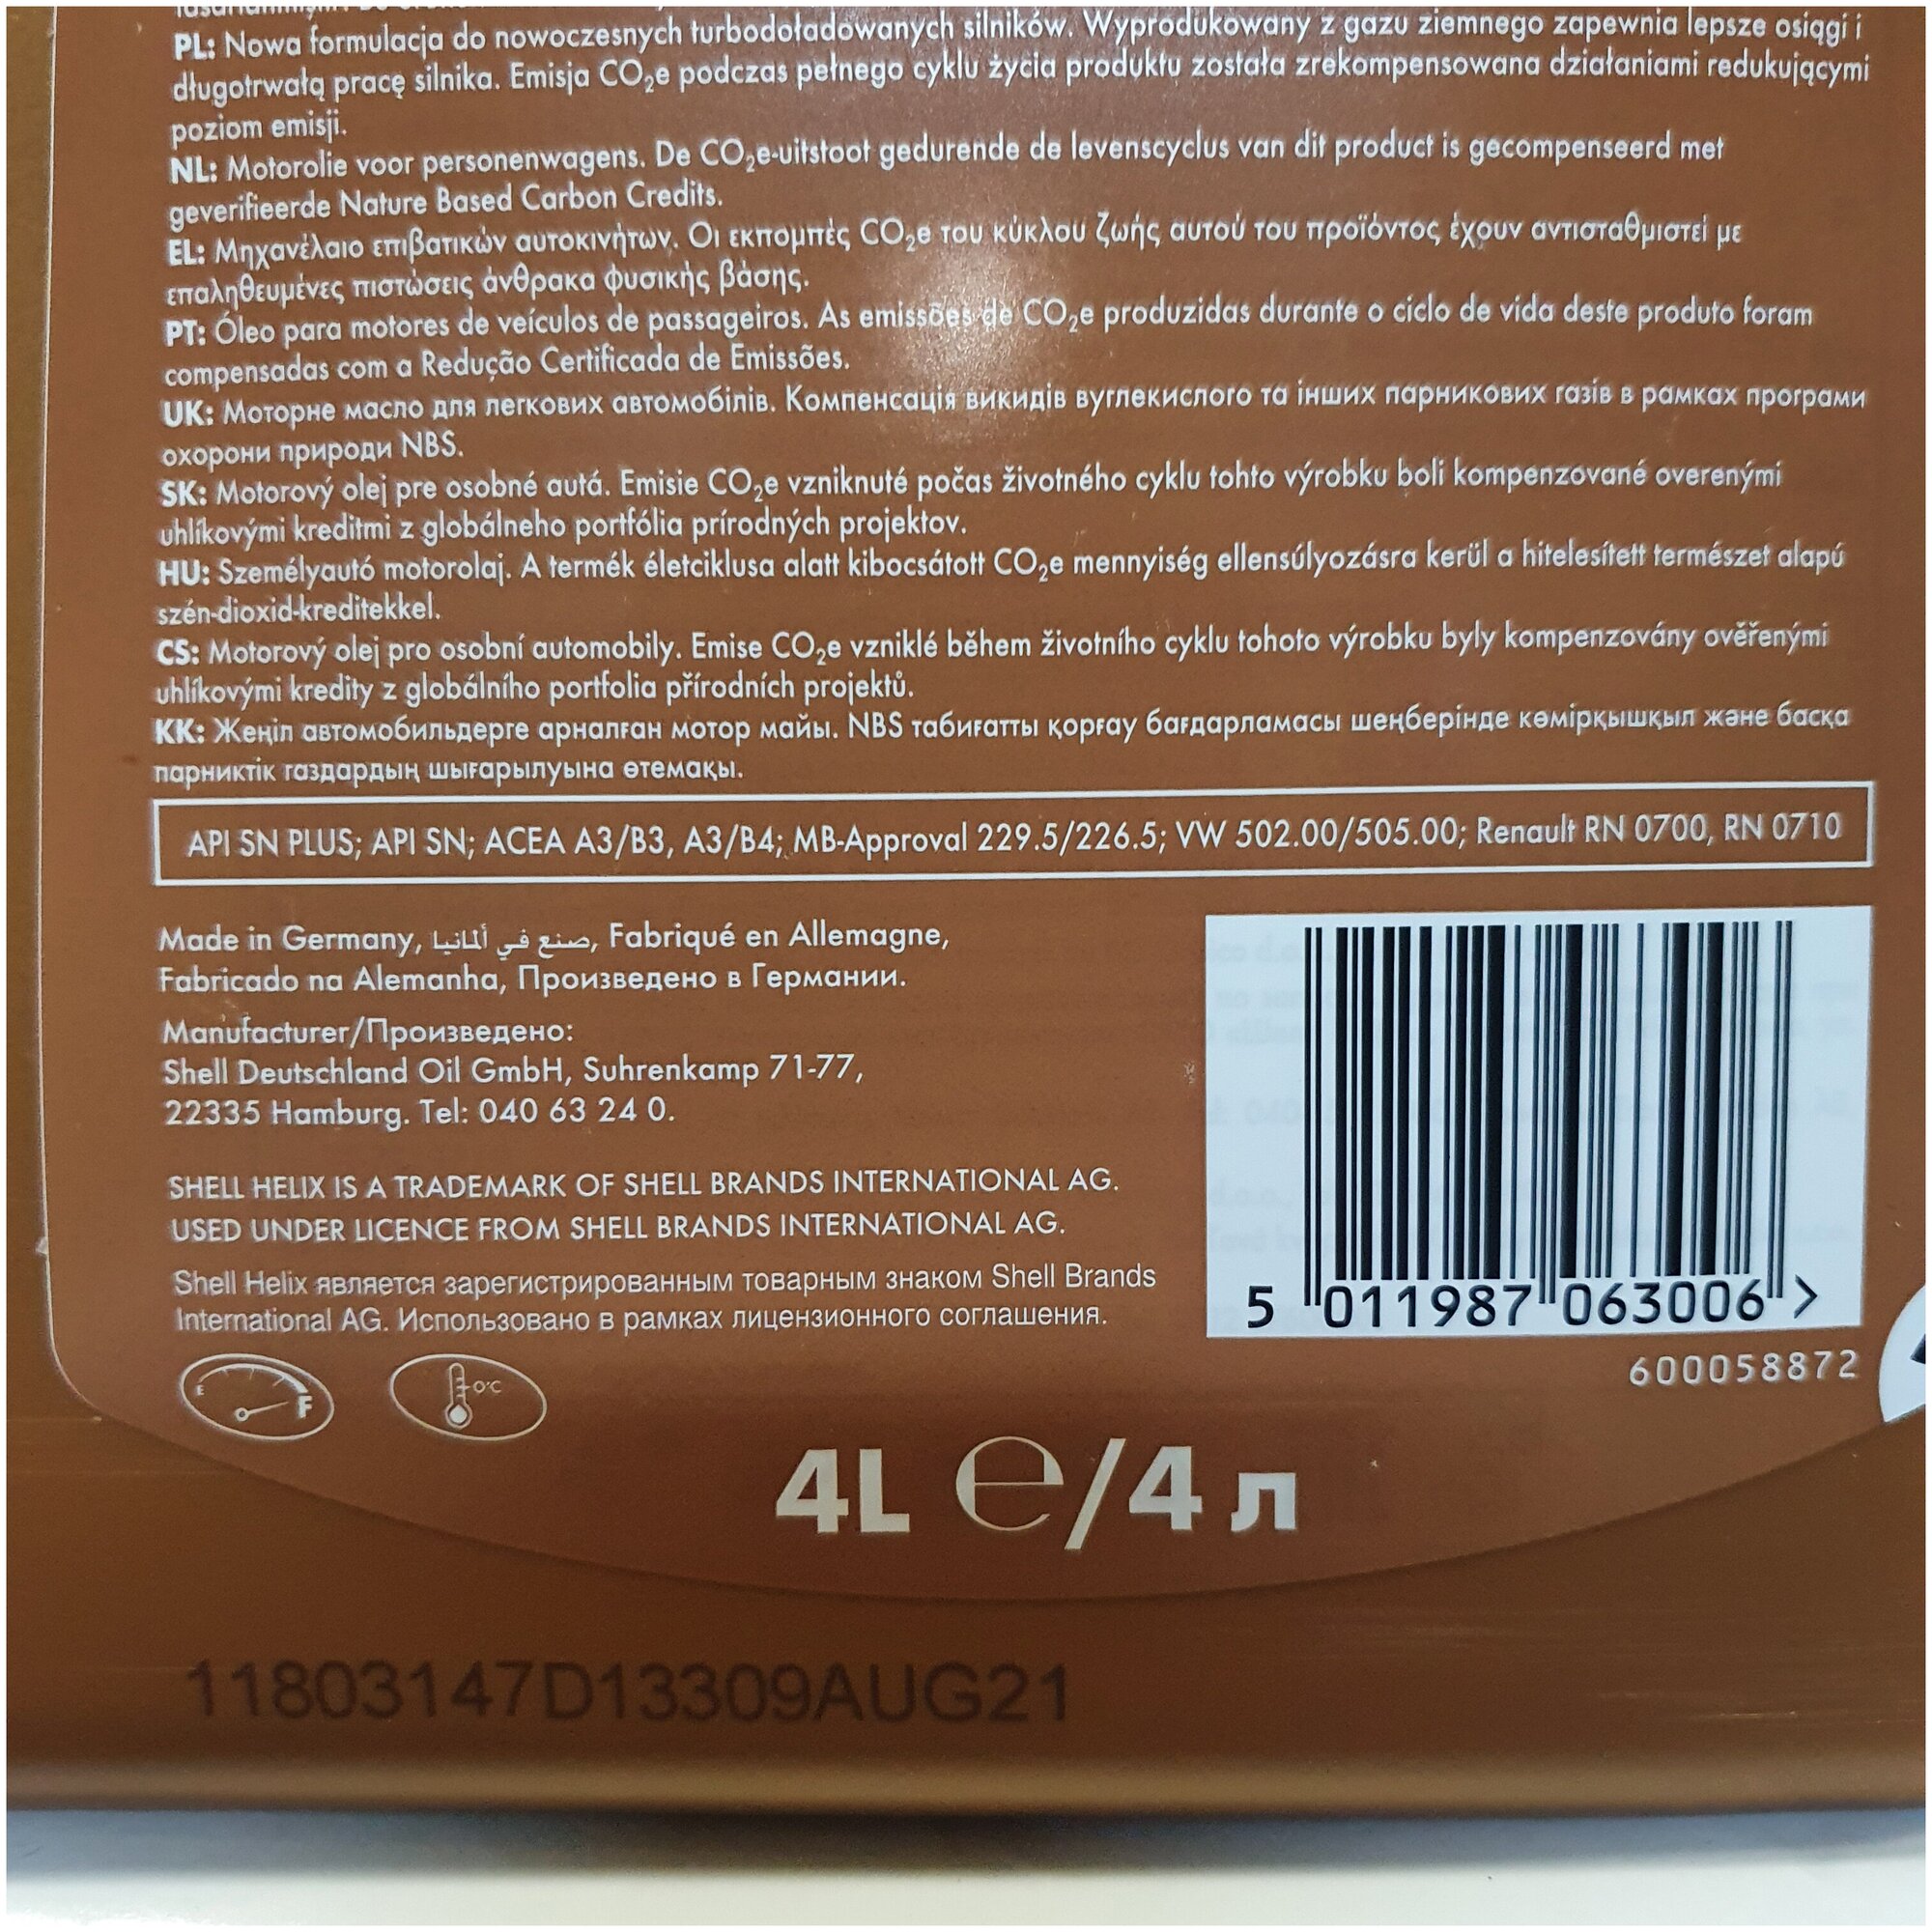 PL: Nowa formulacja do nowoczesnych turbodoładowanych silników. Wyprodukowany z gazu ziemnego zapewnia lepsze osiągi i
długotrwałą pracę silnika. Emisja CO₂e podczas pełnego cyklu życia produktu została zrekompensowana działaniami redukującymi
poziom emisji.
NL: Motorolie voor personenwagens. De CO₂e-uitstoot gedurende de levenscyclus van dit product is gecompenseerd met
geverifieerde Nature Based Carbon Credits.
EL: Μηχανέλαιο επιβατικών αυτοκινήτων. Οι εκπομπές CO₂e του κύκλου ζωής αυτού του προϊόντος έχουν αντισταθμιστεί με
επαληθευμένες πιστώσεις άνθρακα φυσικής βάσης.
PT: Óleo para motores de veículos de passageiros. As emissões de CO₂e produzidas durante o ciclo de vida deste produto foram
compensadas com a Redução Certificada de Emissões.
UK: Моторне масло для легкових автомобілів. Компенсація викидів вуглекислого та інших парникових газів в рамках програми
охорони природи NBS.
SK: Motorový olej pre osobné autá. Emisie CO₂e vzniknuté počas životného cyklu tohto výrobku boli kompenzované overenými
uhlíkovými kreditmi z globálneho portfólia prírodných projektov.
HU: Személyautó motorolaj. A termék életciklusa alatt kibocsátott CO₂e mennyiség ellensúlyozásra kerül a hitelesített természet alapú
szén-dioxid-kreditekkel.
CS: Motorový olej pro osobní automobily. Emise CO₂e vzniklé během životního cyklu tohoto výrobku byly kompenzovány ověřenými
uhlíkovými kredity z globálního portfolia přírodních projektů.
KK: Жеңіл автомобильдерге арналған мотор майы. NBS табиғатты қорғау бағдарламасы шеңберінде көмірқышқыл және басқа
парниктік газдардың шығарылуына өтемақы.
API SN PLUS; API SN; ACEA A3/B3, A3/B4; MB-Approval 229.5/226.5; VW 502.00/505.00; Renault RN 0700, RN 0710
Made in Germany, صنع في ألمانيا, Fabriqué en Allemagne,
Fabricado na Alemanha, Произведено в Германии.
Manufacturer/Произведено:
Shell Deutschland Oil GmbH, Suhrenkamp 71-77,
22335 Hamburg. Tel: 040 63 24 0.
SHELL HELIX IS A TRADEMARK OF SHELL BRANDS INTERNATIONAL AG.
USED UNDER LICENCE FROM SHELL BRANDS INTERNATIONAL AG.
Shell Helix является зарегистрированным товарным знаком Shell Brands
International AG. Использовано в рамках лицензионного соглашения.
5 011987 063006 >
600058872
E F
0°C
4L e/4 л
11803147D13309AUG21